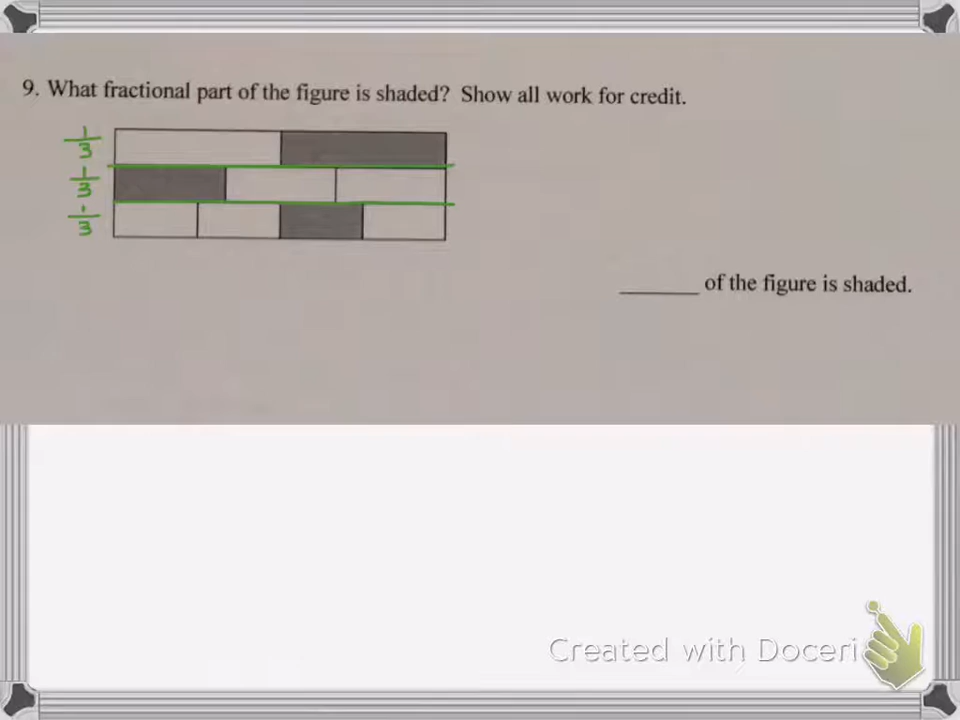 9. What fractional part of the figure is shaded? Show all work for credit.
1/3
1/3
1/3
______ of the figure is shaded.
Created with Doceri